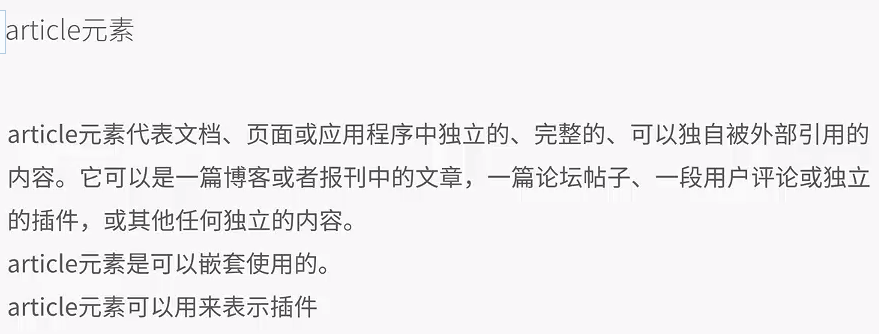 article元素
article元素代表文档、页面或应用程序中独立的、完整的、可以独自被外部引用的
内容。它可以是一篇博客或者报刊中的文章，一篇论坛帖子、一段用户评论或独立
的插件，或其他任何独立的内容。
article元素是可以嵌套使用的。
article元素可以用来表示插件